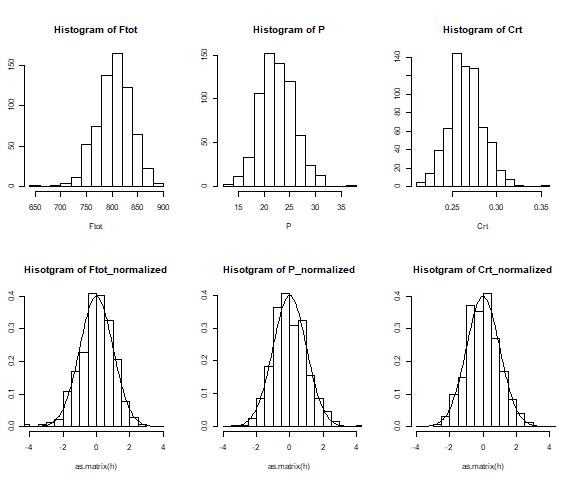 Histogram of Ftot
Histogram of P
Histogram of Crt
0 50 100 150
0 50 100 150
0 20 40 60 80 100 140
650 700 750 800 850 900
15 20 25 30 35
0.25 0.30 0.35
Ftot
P
Crt
Hisotgram of Ftot_normalized
Hisotgram of P_normalized
Hisotgram of Crt_normalized
0.0 0.1 0.2 0.3 0.4
0.0 0.1 0.2 0.3 0.4
0.0 0.1 0.2 0.3 0.4
-4 -2 0 2 4
-4 -2 0 2 4
-4 -2 0 2 4
as.matrix(h)
as.matrix(h)
as.matrix(h)